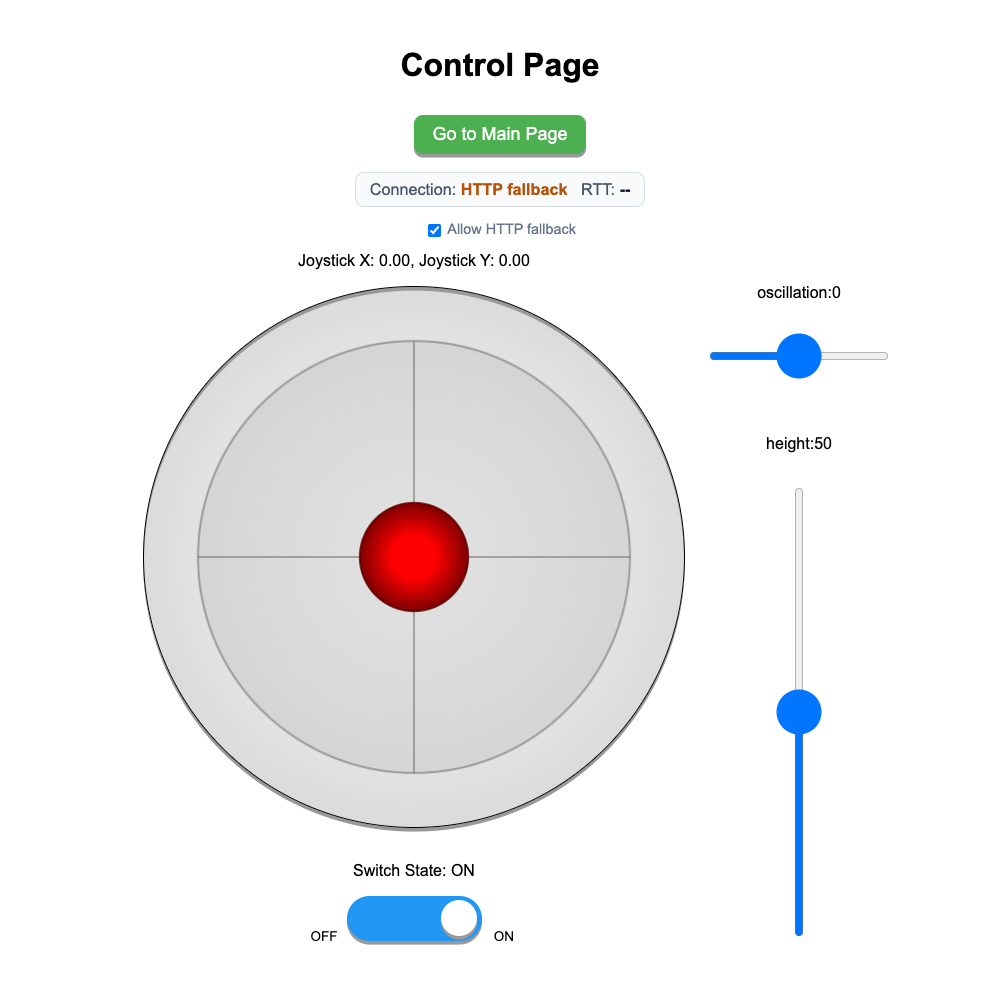 Control Page
Go to Main Page
Connection: HTTP fallback RTT: --
Allow HTTP fallback
Joystick X: 0.00, Joystick Y: 0.00
oscillation:0
height:50
Switch State: ON
OFF ON